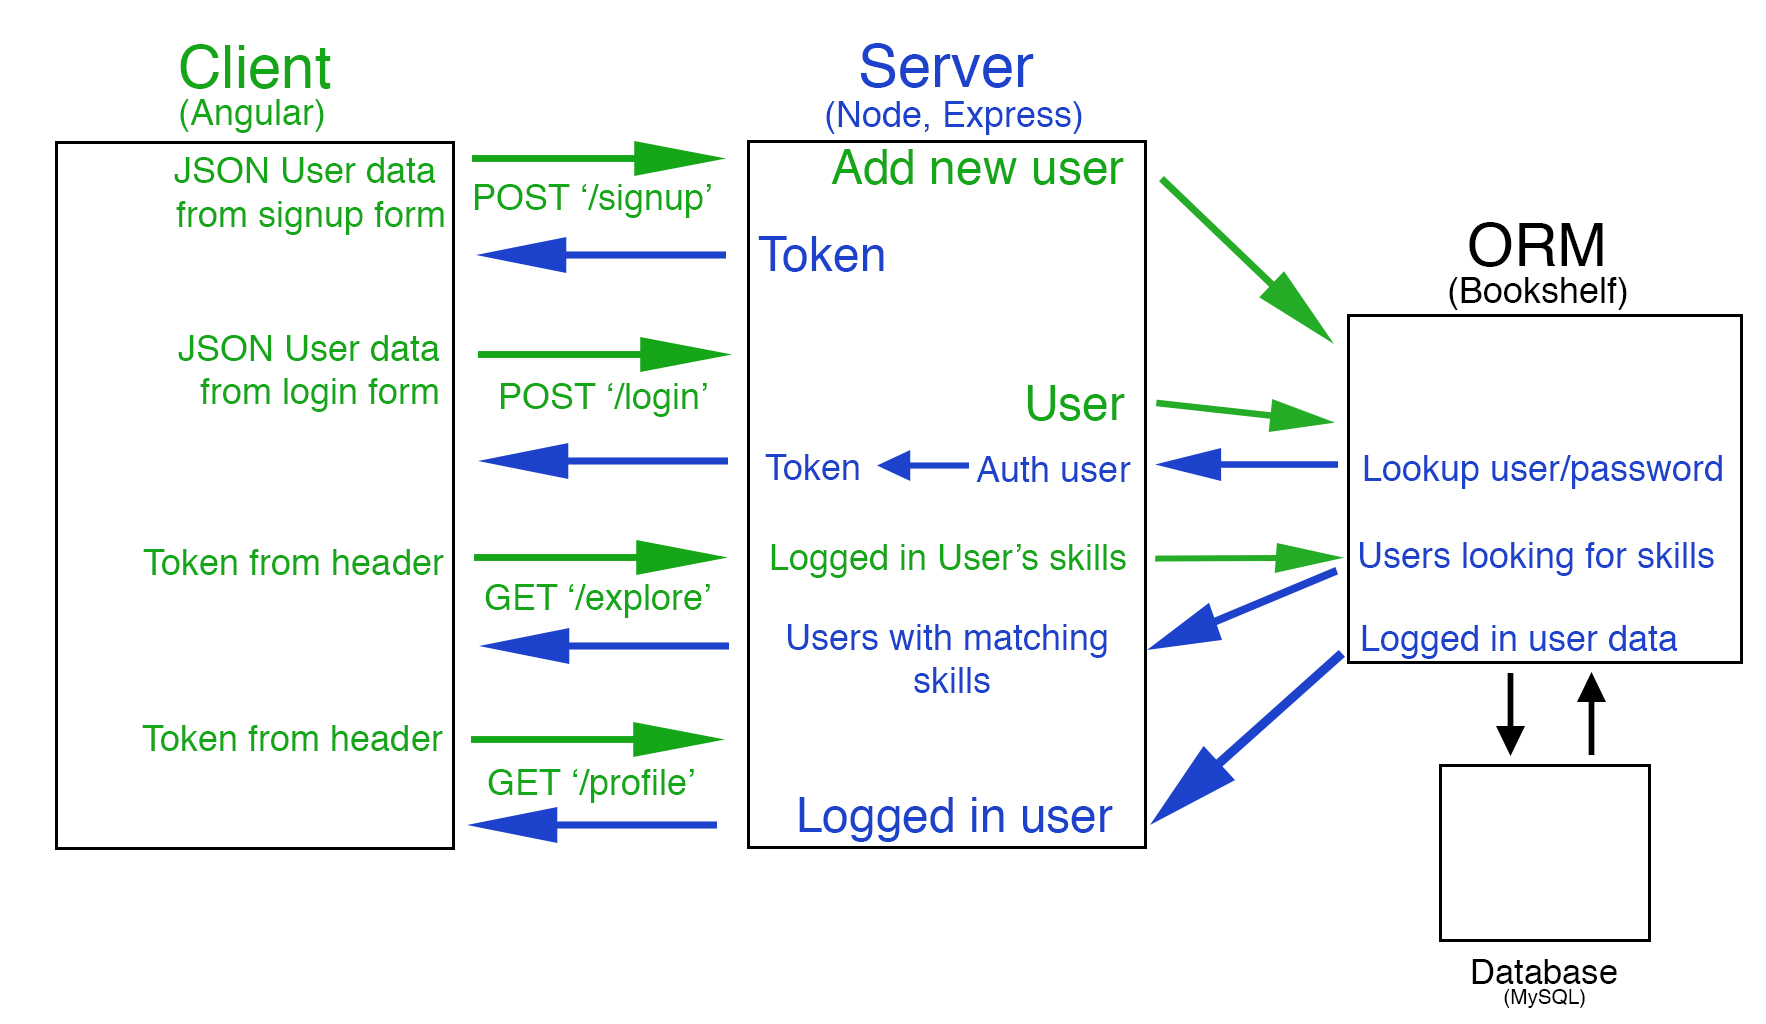 Client
(Angular)
JSON User data
from signup form
JSON User data
from login form
Token from header
Token from header
POST ‘/signup’
POST ‘/login’
GET ‘/explore’
GET ‘/profile’
Server
(Node, Express)
Add new user
Token
User
Token
Auth user
Logged in User’s skills
Users with matching
skills
Logged in user
ORM
(Bookshelf)
Lookup user/password
Users looking for skills
Logged in user data
Database
(MySQL)